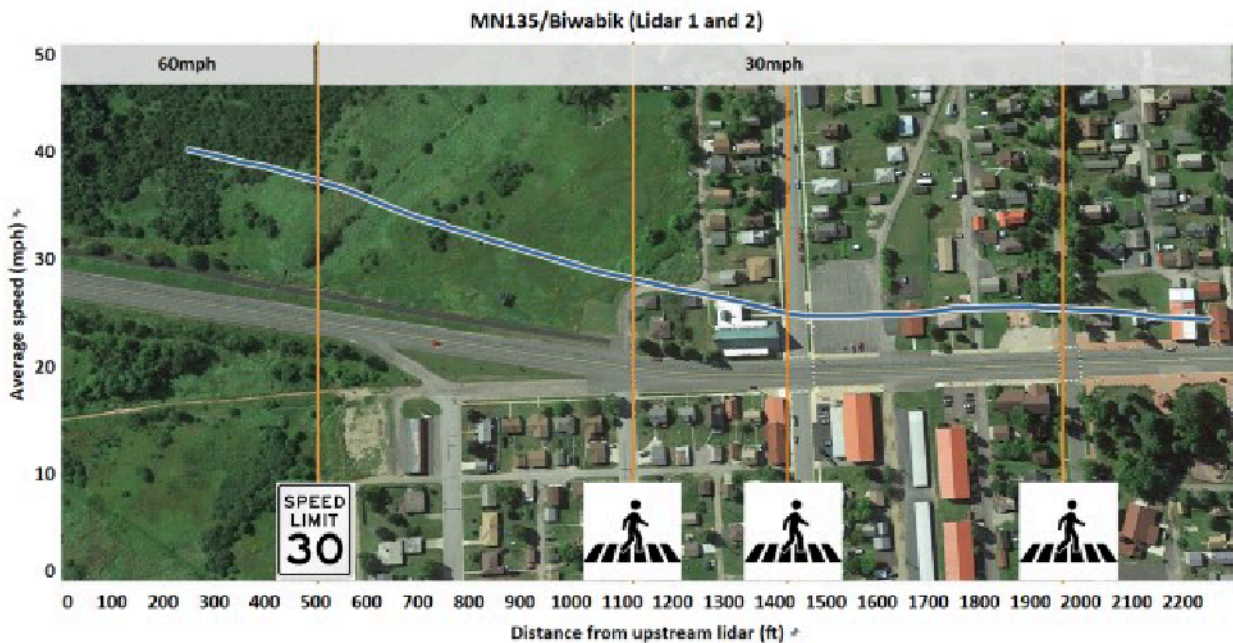 MN135/Biwabik (Lidar 1 and 2)
60mph
30mph
50
40
30
20
10
0
Average speed (mph)
SPEED
LIMIT
30
0 100 200 300 400 500 600 700 800 900 1000 1100 1200 1300 1400 1500 1600 1700 1800 1900 2000 2100 2200
Distance from upstream lidar (ft)